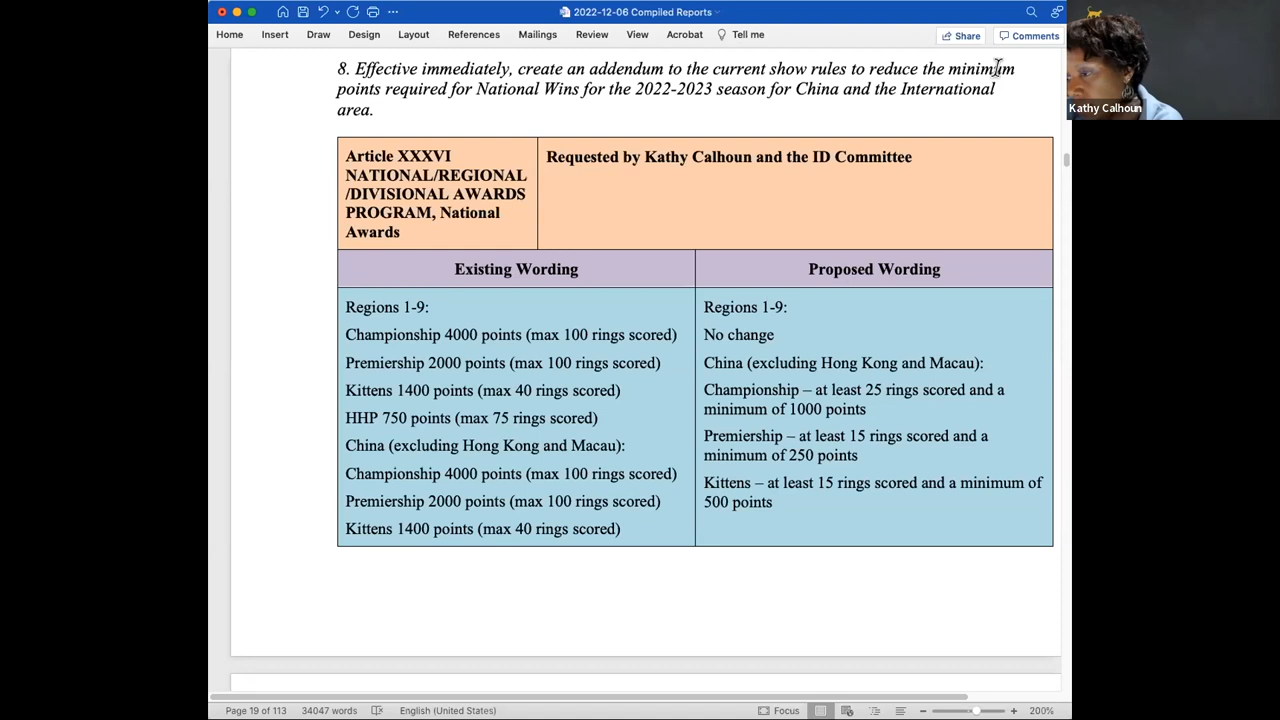 2022-12-06 Compiled Reports
Home Insert Draw Design Layout References Mailings Review View Acrobat Tell me Share Comments
Kathy Calhoun
8. Effective immediately, create an addendum to the current show rules to reduce the minimum
points required for National Wins for the 2022-2023 season for China and the International
area.
Article XXXVI
NATIONAL/REGIONAL
/DIVISIONAL AWARDS
PROGRAM, National
Awards
Requested by Kathy Calhoun and the ID Committee
Existing Wording
Proposed Wording
Regions 1-9:
Championship 4000 points (max 100 rings scored)
Premiership 2000 points (max 100 rings scored)
Kittens 1400 points (max 40 rings scored)
HHP 750 points (max 75 rings scored)
China (excluding Hong Kong and Macau):
Championship 4000 points (max 100 rings scored)
Premiership 2000 points (max 100 rings scored)
Kittens 1400 points (max 40 rings scored)
Regions 1-9:
No change
China (excluding Hong Kong and Macau):
Championship – at least 25 rings scored and a
minimum of 1000 points
Premiership – at least 15 rings scored and a
minimum of 250 points
Kittens – at least 15 rings scored and a minimum of
500 points
Page 19 of 113 34047 words English (United States) Focus 200%